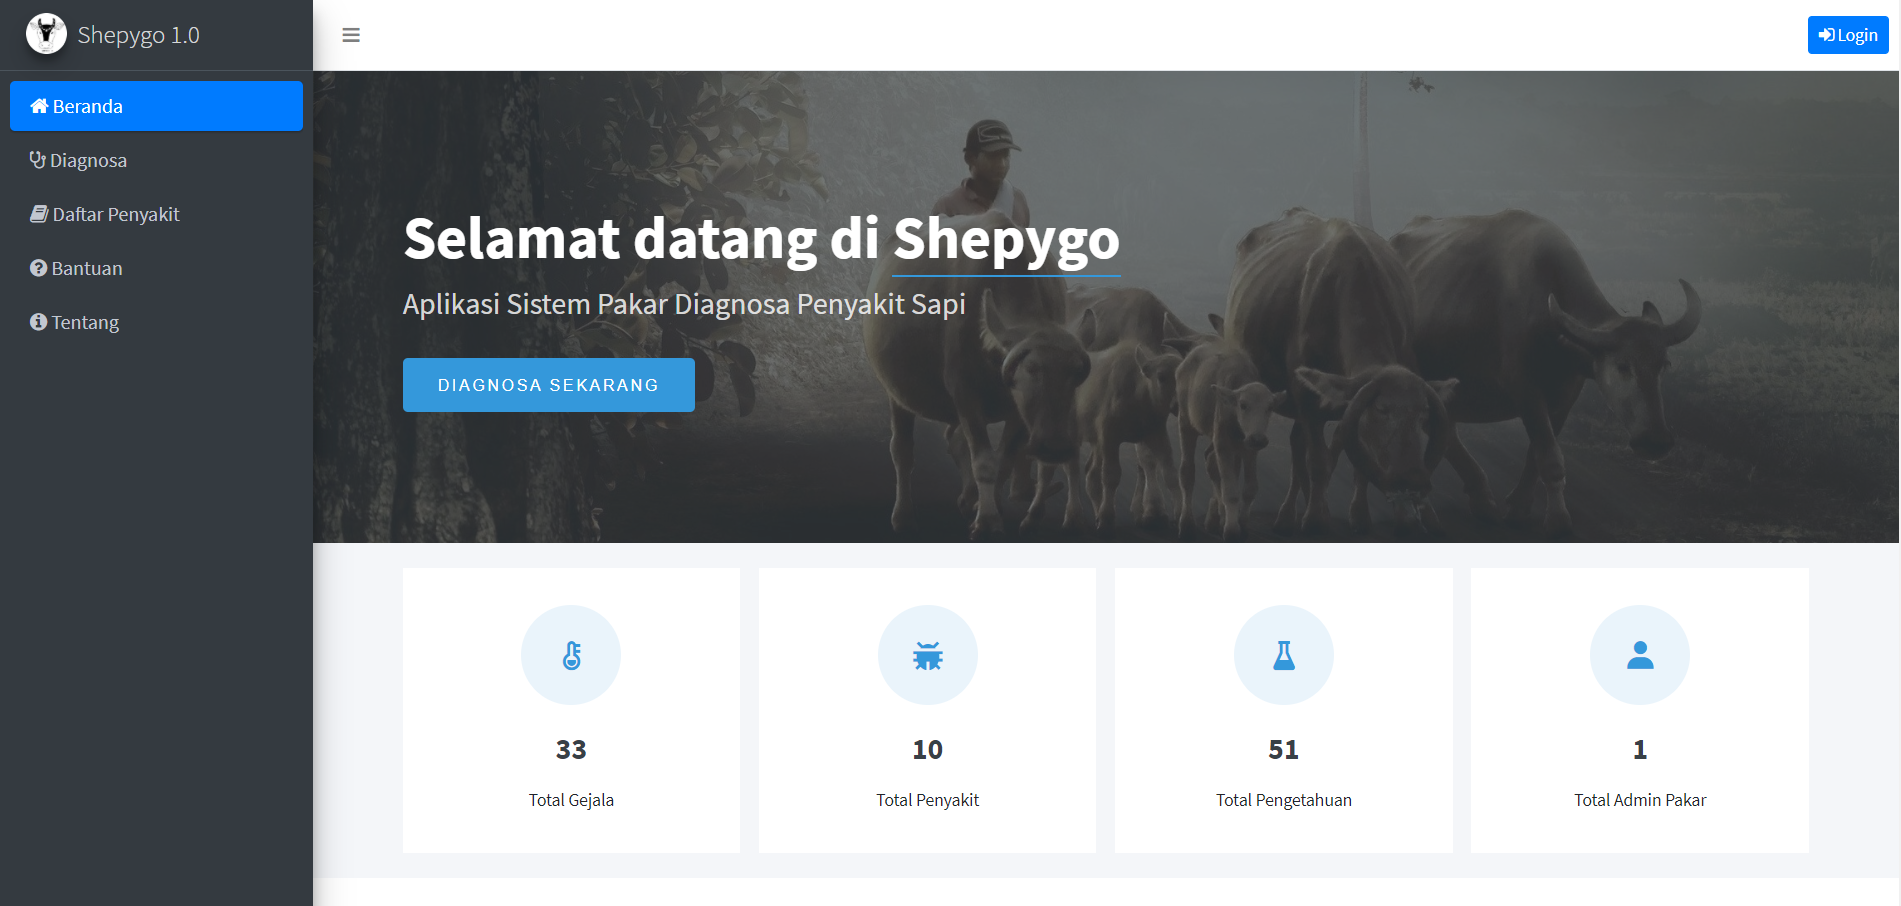 Shepygo 1.0
Login
Beranda
Diagnosa
Daftar Penyakit
Bantuan
Tentang
Selamat datang di Shepygo
Aplikasi Sistem Pakar Diagnosa Penyakit Sapi
DIAGNOSA SEKARANG
33
Total Gejala
10
Total Penyakit
51
Total Pengetahuan
1
Total Admin Pakar